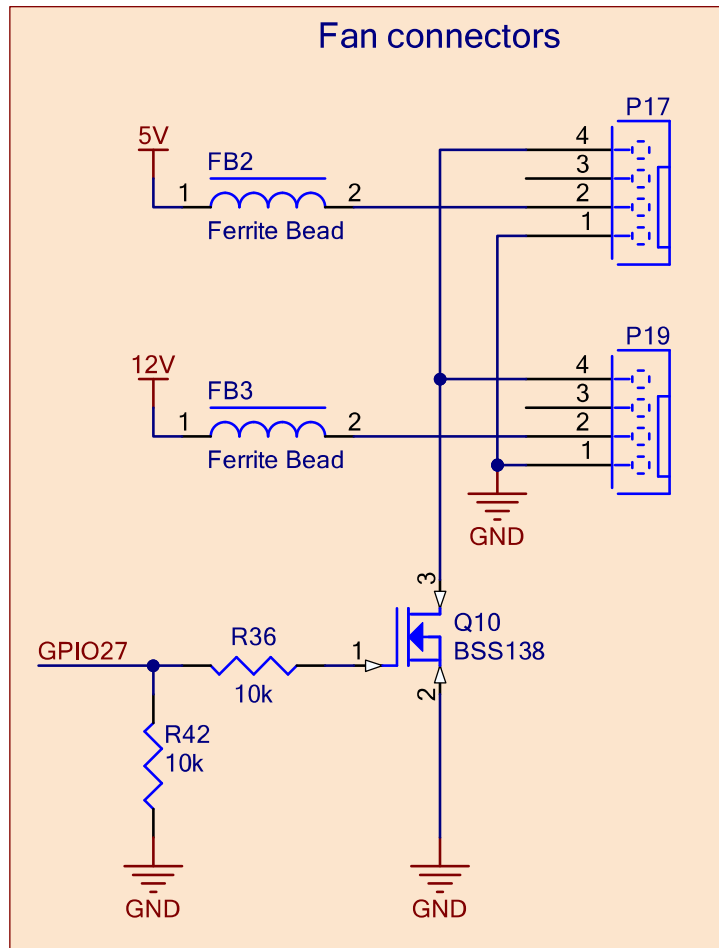 Fan connectors
P17
5V
4
FB2
3
1
2
2
Ferrite Bead
1
P19
12V
4
FB3
3
1
2
2
Ferrite Bead
1
GND
3
Q10
BSS138
GPIO27
R36
1
10k
2
R42
10k
GND
GND